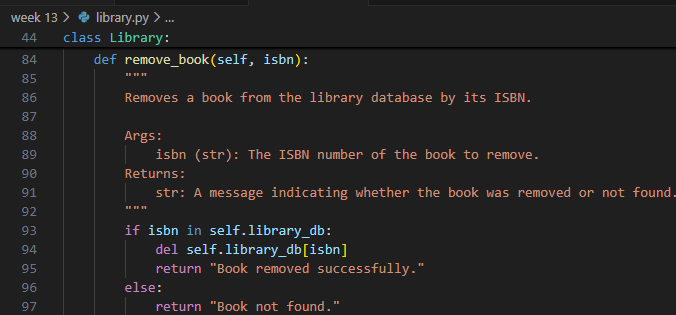 week 13 > library.py > ...
44 class Library:
84 def remove_book(self, isbn):
85 """
86 Removes a book from the library database by its ISBN.
87
88 Args:
89 isbn (str): The ISBN number of the book to remove.
90 Returns:
91 str: A message indicating whether the book was removed or not found.
92 """
93 if isbn in self.library_db:
94 del self.library_db[isbn]
95 return "Book removed successfully."
96 else:
97 return "Book not found."